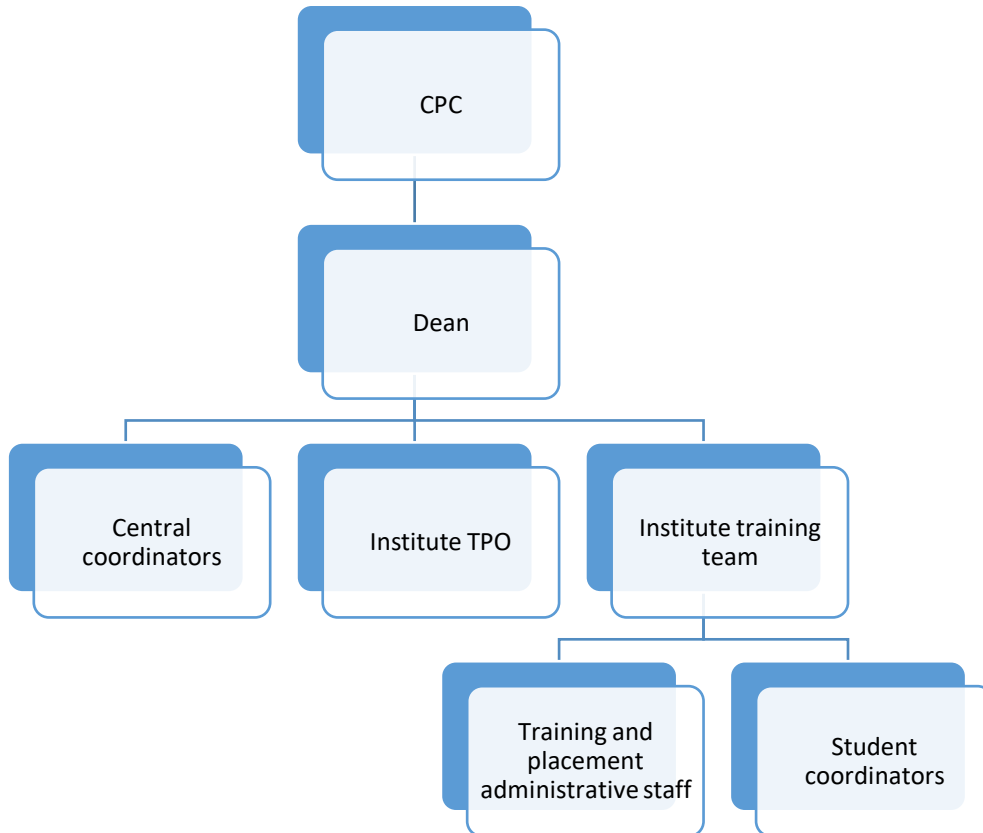 CPC
Dean
Central
coordinators
Institute TPO
Institute training
team
Training and
placement
administrative staff
Student
coordinators